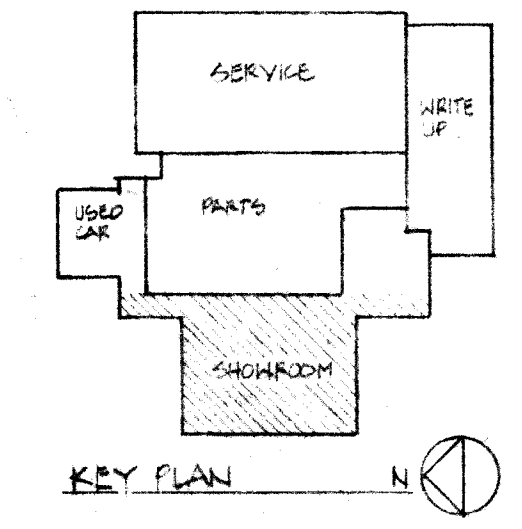 SERVICE
WRITE
UP
USED
CAR
PARTS
SHOWROOM
KEY PLAN
N